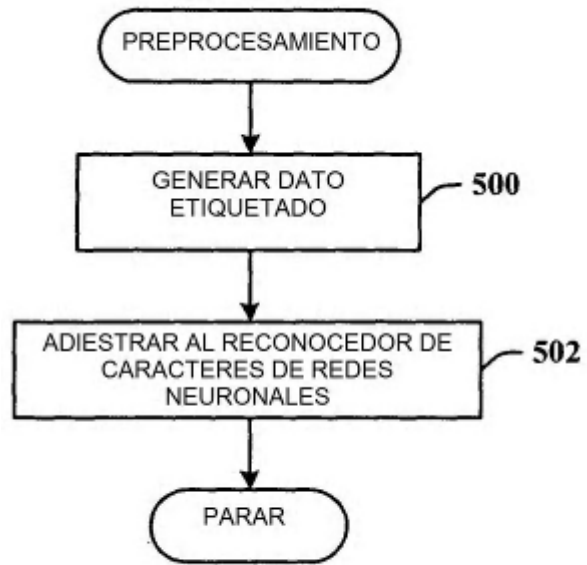 PREPROCESAMIENTO
GENERAR DATO
ETIQUETADO
500
ADIESTRAR AL RECONOCEDOR DE
CARACTERES DE REDES
NEURONALES
502
PARAR